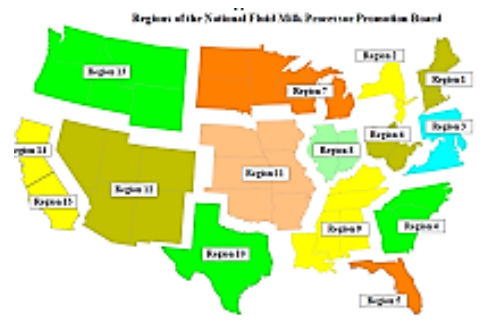 Regions of the National Fluid Milk Processor Promotion Board
Region 2
Region 13
Region 1
Region 7
Region 3
Region 6
egion 14
Region 8
Region 11
Region 12
Region 15
Region 4
Region 9
Region 10
Region 5